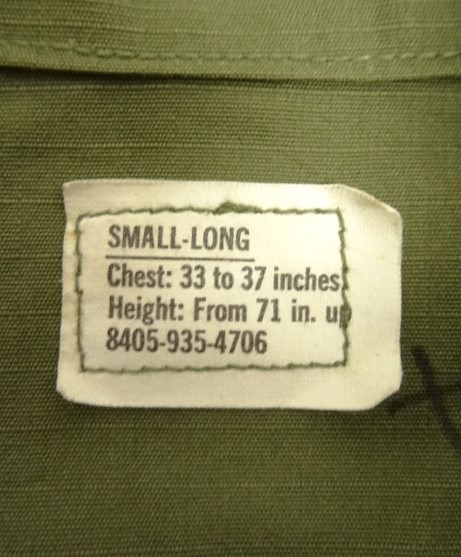 SMALL-LONG
Chest: 33 to 37 inches.
Height: From 71 in. up
8405-935-4706